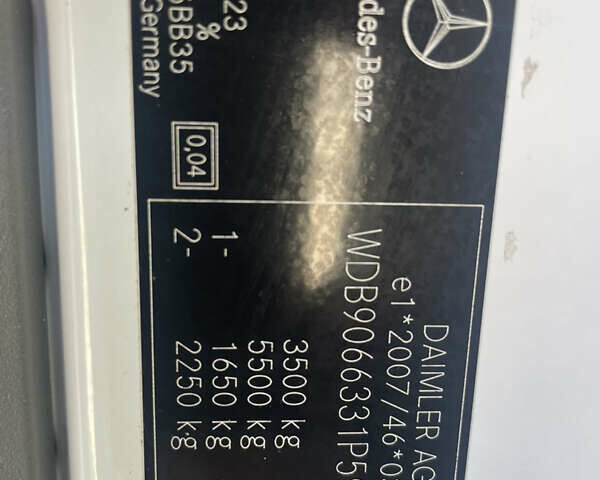 DAIMLER AG
e1*2007/46*0
WDB9066331P5
3500 kg
5500 kg
1- 1650 kg
2- 2250 kg
des-Benz
23
%
6BB35
Germany
0,04